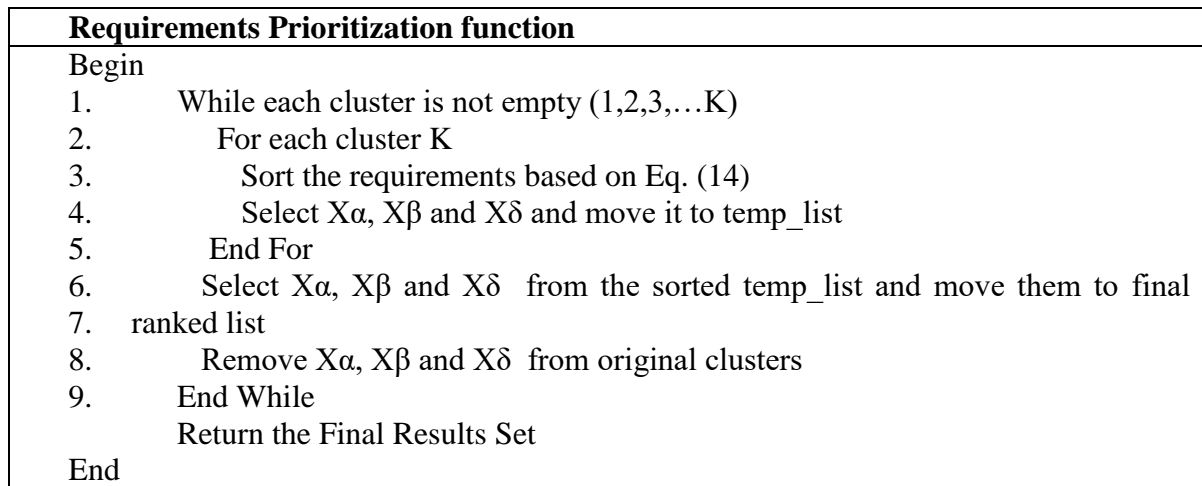 Requirements Prioritization function
Begin
1. While each cluster is not empty (1,2,3,…K)
2. For each cluster K
3. Sort the requirements based on Eq. (14)
4. Select Xα, Xβ and Xδ and move it to temp_list
5. End For
6. Select Xα, Xβ and Xδ from the sorted temp_list and move them to final
7. ranked list
8. Remove Xα, Xβ and Xδ from original clusters
9. End While
Return the Final Results Set
End